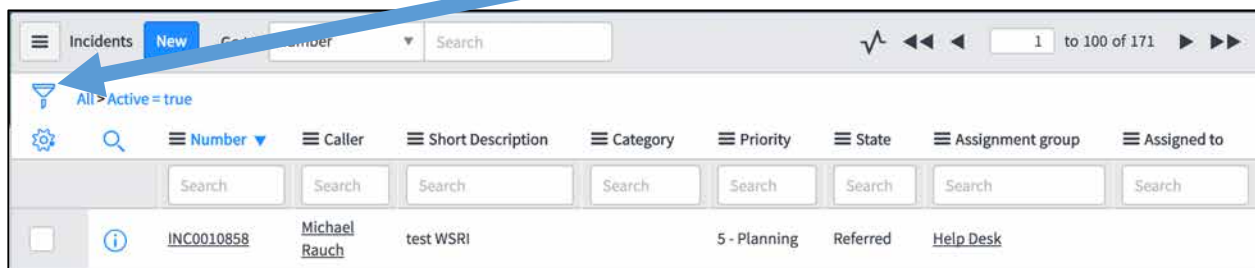 Incidents New Number Search 1 to 100 of 171
All > Active = true
Number Caller Short Description Category Priority State Assignment group Assigned to
Search Search Search Search Search Search Search Search
INC0010858 Michael Rauch test WSRI 5 - Planning Referred Help Desk